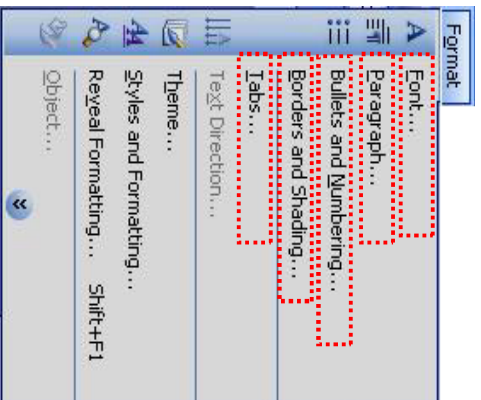 Format
Font...
Paragraph...
Bullets and Numbering...
Borders and Shading...
Tabs...
Text Direction...
Theme...
Styles and Formatting...
Reveal Formatting... Shift+F1
Object...